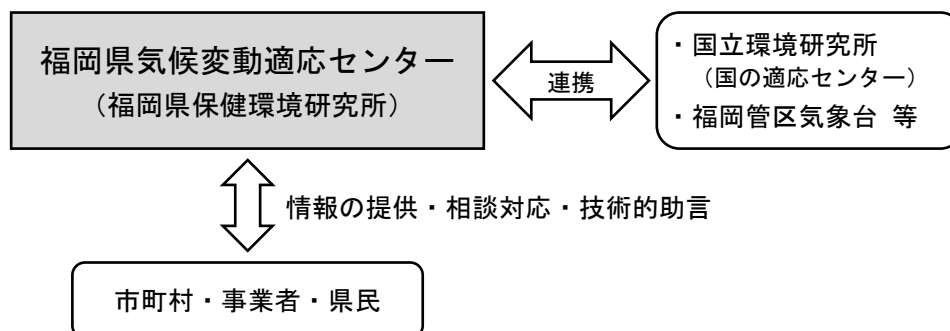 福岡県気候変動適応センター
（福岡県保健環境研究所）
連携
・国立環境研究所
（国の適応センター）
・福岡管区気象台 等
情報の提供・相談対応・技術的助言
市町村・事業者・県民